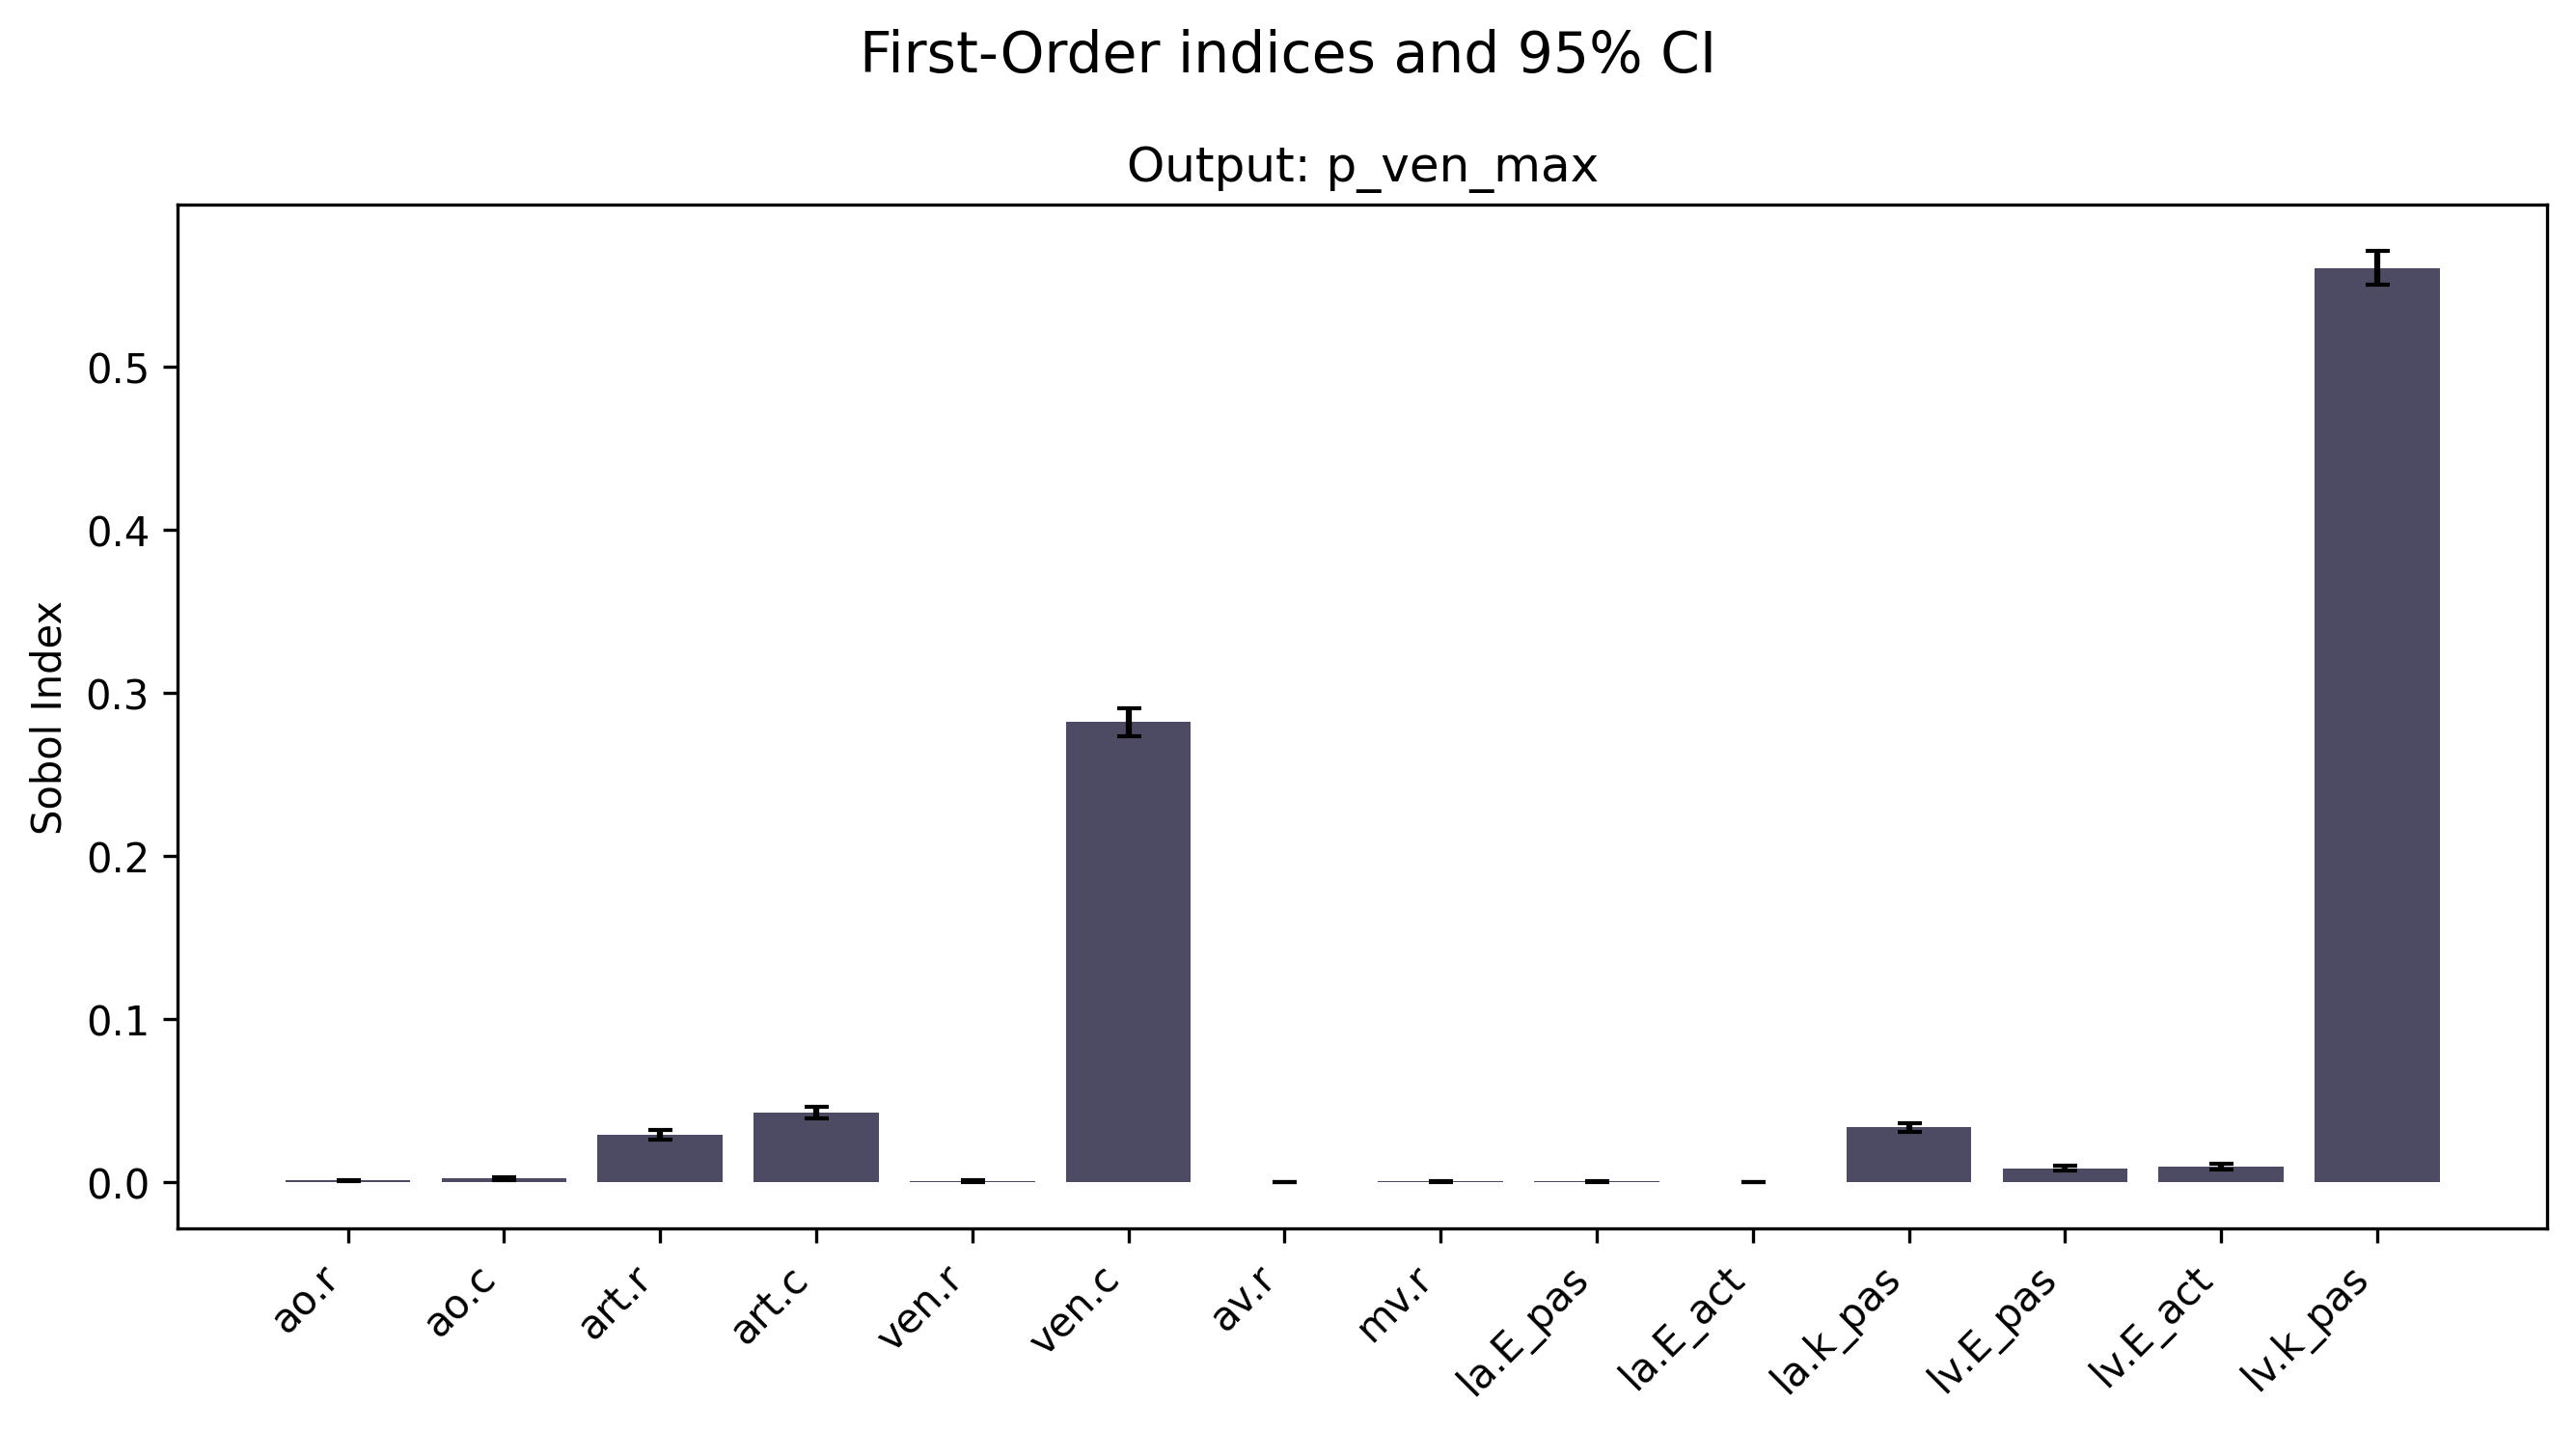 First-Order indices and 95% CI
Output: p_ven_max
Sobol Index
0.5
0.4
0.3
0.2
0.1
0.0
ao.r
ao.c
art.r
art.c
ven.r
ven.c
av.r
mv.r
la.E_pas
la.E_act
la.k_pas
lv.E_pas
lv.E_act
lv.k_pas